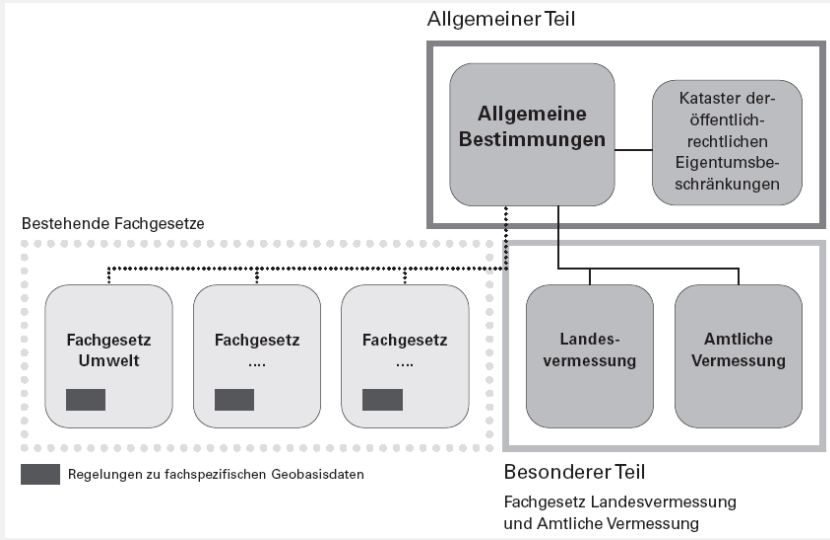 Allgemeiner Teil
Allgemeine
Bestimmungen
Kataster der-
öffentlich-
rechtlichen
Eigentumsbe-
schränkungen
Bestehende Fachgesetze
Fachgesetz
Umwelt
Fachgesetz
....
Fachgesetz
....
Landes-
vermessung
Amtliche
Vermessung
Regelungen zu fachspezifischen Geobasisdaten
Besonderer Teil
Fachgesetz Landesvermessung
und Amtliche Vermessung